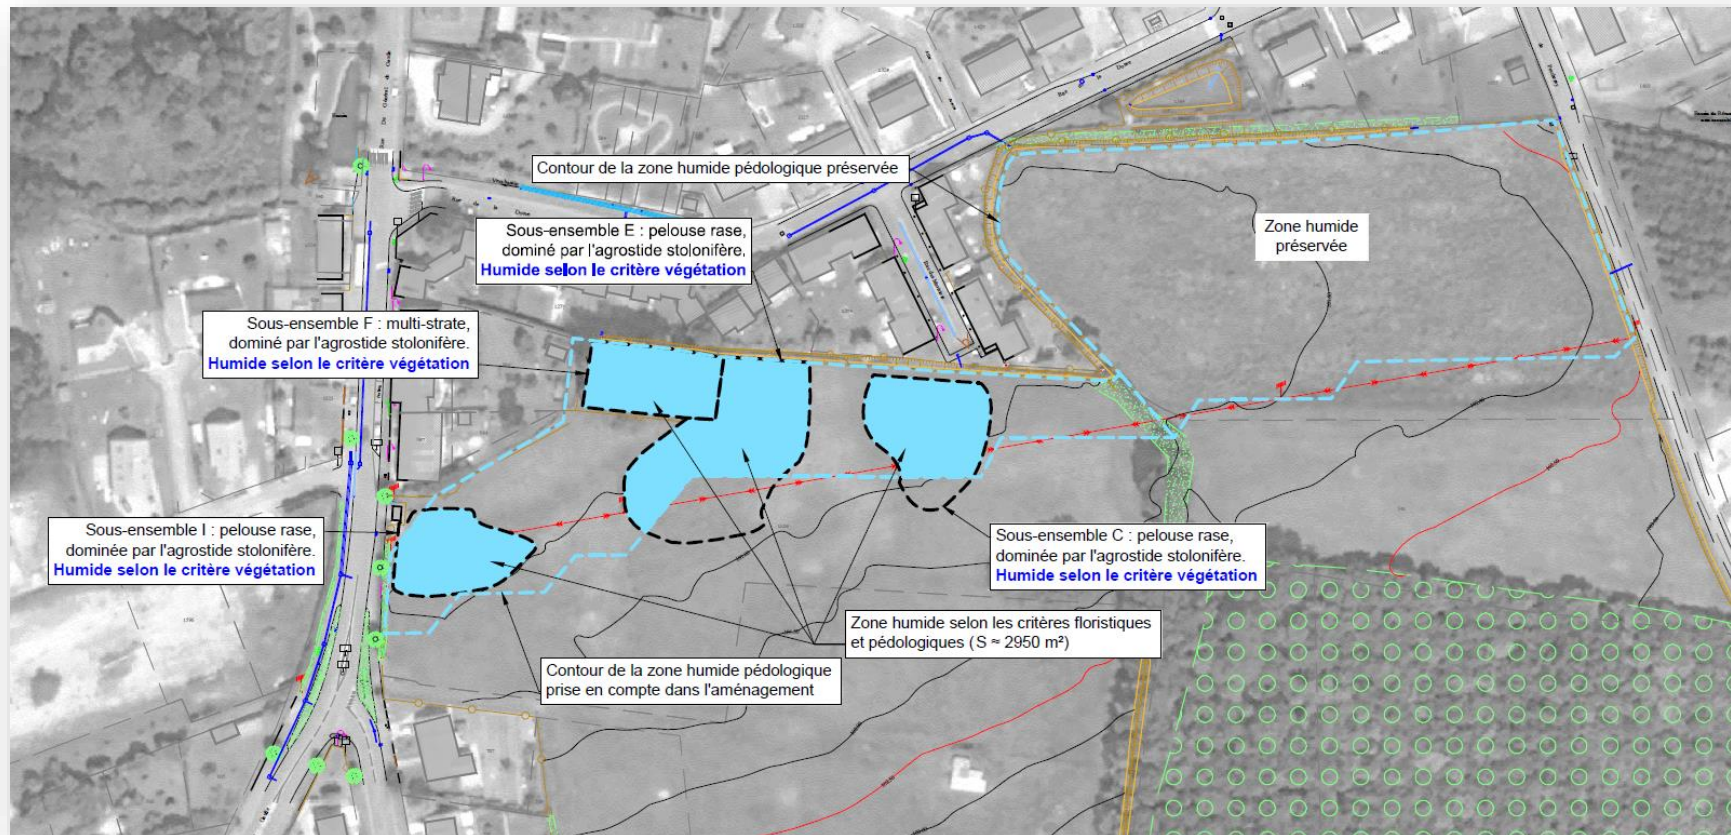 Contour de la zone humide pédologique préservée
Zone humide
préservée
Sous-ensemble E : pelouse rase,
dominé par l'agrostide stolonifère,
Humide selon le critère végétation
Sous-ensemble F : multi-strate,
dominé par l'agrostide stolonifère.
Humide selon le critère végétation
Sous-ensemble I : pelouse rase,
dominée par l'agrostide stolonifère.
Humide selon le critère végétation
Sous-ensemble C : pelouse rase,
dominée par l'agrostide stolonifère.
Humide selon le critère végétation
Zone humide selon les critères floristiques
et pédologiques (S ≈ 2950 m²)
Contour de la zone humide pédologique
prise en compte dans l'aménagement